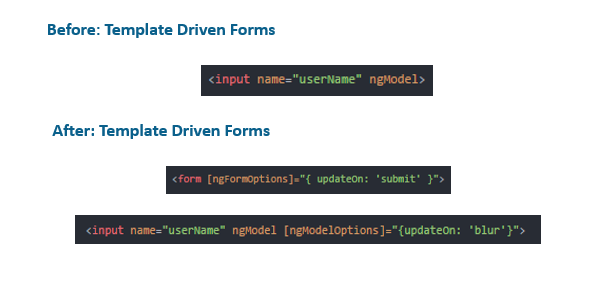 Before: Template Driven Forms
<input name="userName" ngModel>
After: Template Driven Forms
<form [ngFormOptions]="{ updateOn: 'submit' }">
<input name="userName" ngModel [ngModelOptions]="{updateOn: 'blur'}">